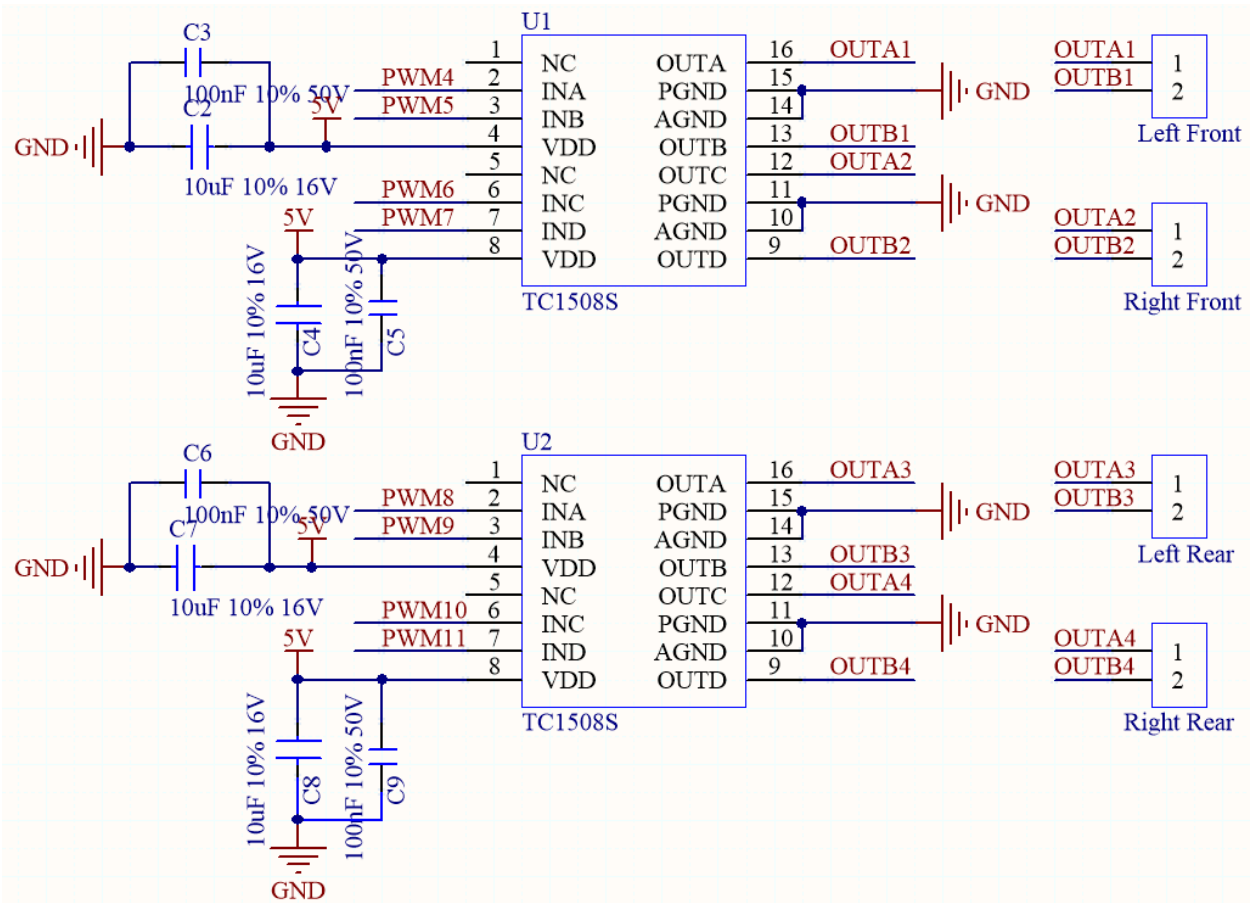 U1
C3
100nF 10% 50V
C2
10uF 10% 16V
GND
5V
PWM4
PWM5
PWM6
PWM7
1 NC OUTA 16 OUTA1
2 INA PGND 15
3 INB AGND 14
4 VDD OUTB 13 OUTB1
5 NC OUTC 12 OUTA2
6 INC PGND 11
7 IND AGND 10
8 VDD OUTD 9 OUTB2
TC1508S
GND
GND
OUTA1 1
OUTB1 2
Left Front
OUTA2 1
OUTB2 2
Right Front
5V
10uF 10% 16V
C4
100nF 10% 50V
C5
GND
U2
C6
100nF 10% 50V
C7
10uF 10% 16V
GND
5V
PWM8
PWM9
PWM10
PWM11
1 NC OUTA 16 OUTA3
2 INA PGND 15
3 INB AGND 14
4 VDD OUTB 13 OUTB3
5 NC OUTC 12 OUTA4
6 INC PGND 11
7 IND AGND 10
8 VDD OUTD 9 OUTB4
TC1508S
GND
GND
OUTA3 1
OUTB3 2
Left Rear
OUTA4 1
OUTB4 2
Right Rear
5V
10uF 10% 16V
C8
100nF 10% 50V
C9
GND